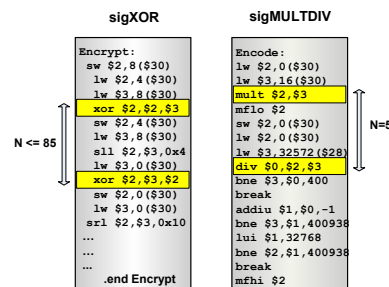 sigXOR
Encrypt:
sw $2,8($30)
lw $2,4($30)
lw $3,8($30)
xor $2,$2,$3
sw $2,4($30)
lw $3,8($30)
sll $2,$3,0x4
lw $3,0($30)
xor $2,$3,$2
sw $2,0($30)
lw $3,0($30)
srl $2,$3,0x10
...
...
...
.end Encrypt
N <= 85
sigMULTDIV
Encode:
lw $2,0($30)
lw $3,16($30)
mult $2,$3
mflo $2
sw $2,0($30)
lw $2,0($30)
lw $3,32572($28)
div $0,$2,$3
bne $3,$0,400
break
addiu $1,$0,-1
bne $3,$1,400938
lui $1,32768
bne $2,$1,400938
break
mfhi $2
N=5